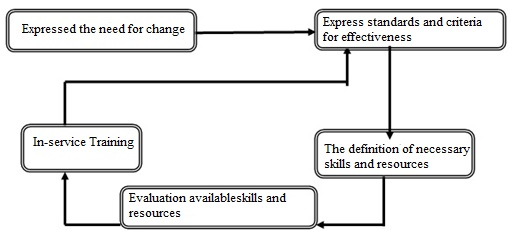 Expressed the need for change
Express standards and criteria
for effectiveness
In-service Training
The definition of necessary
skills and resources
Evaluation availableskills and
resources